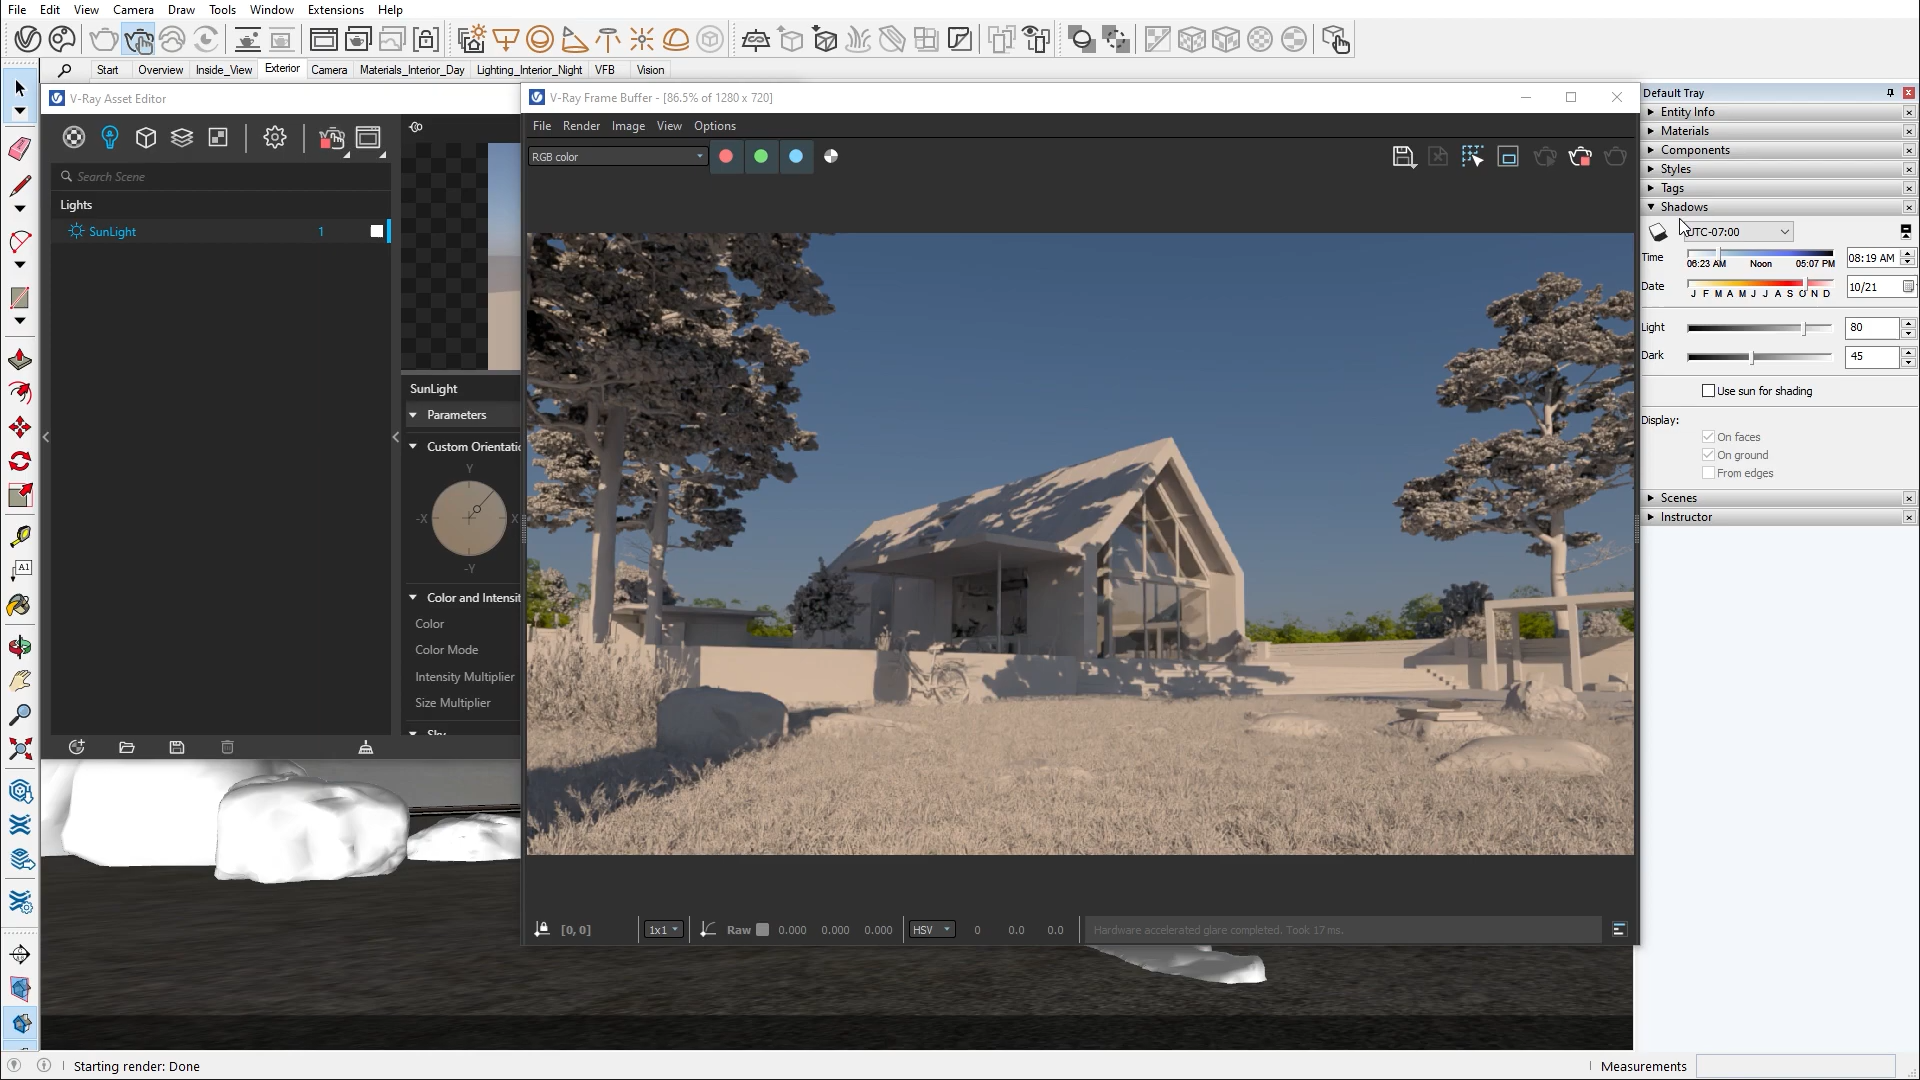 File Edit View Camera Draw Tools Window Extensions Help
Start Overview Inside_View Exterior Camera Materials_Interior_Day Lighting_Interior_Night VFB Vision
V-Ray Asset Editor
Search Scene
Lights
SunLight 1
SunLight
Parameters
Custom Orientatio
Y
-X X
-Y
Color and Intensit
Color
Color Mode
Intensity Multiplier
Size Multiplier
Sky
V-Ray Frame Buffer - [86.5% of 1280 x 720]
File Render Image View Options
RGB color
[0, 0] 1x1 Raw 0.000 0.000 0.000 HSV 0 0.0 0.0 Hardware accelerated glare completed. Took 17 ms.
Default Tray
Entity Info
Materials
Components
Styles
Tags
Shadows
UTC-07:00
Time 08:19 AM
06:23 AM Noon 05:07 PM
Date 10/21
J F M A M J J A S O N D
Light 80
Dark 45
Use sun for shading
Display:
On faces
On ground
From edges
Scenes
Instructor
A1
Starting render: Done
Measurements